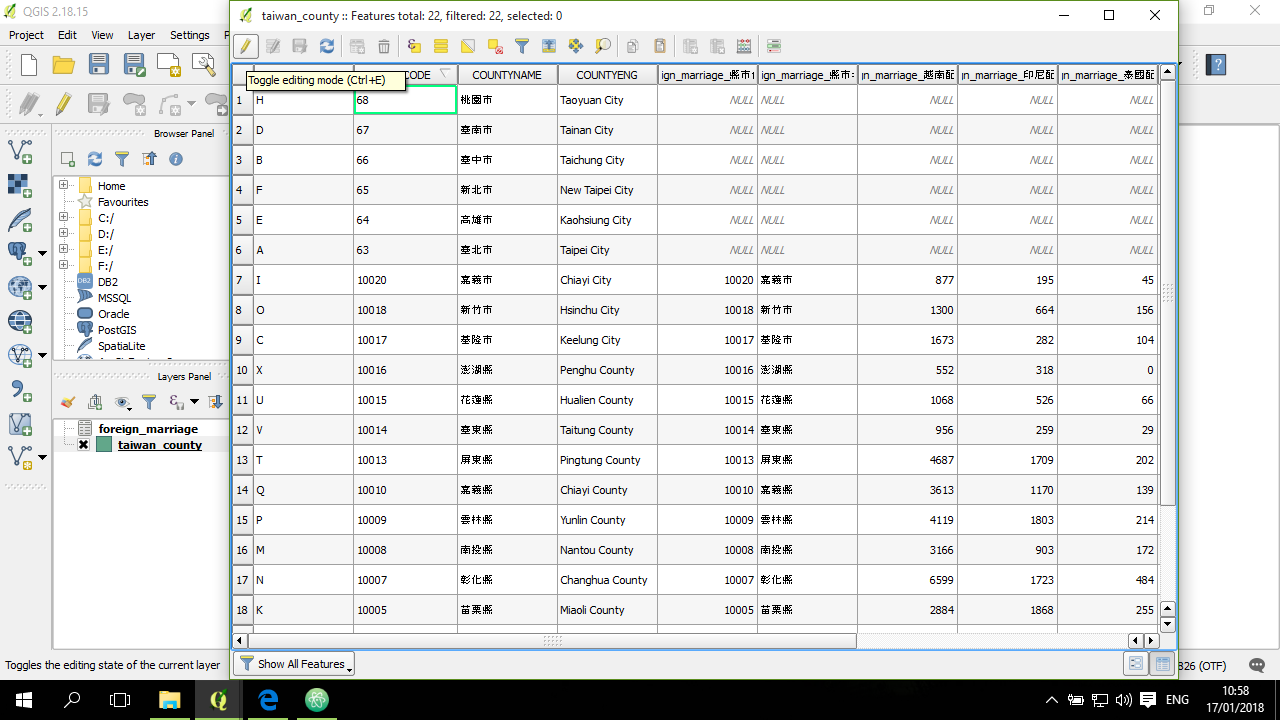 QGIS 2.18.15
taiwan_county :: Features total: 22, filtered: 22, selected: 0
Project Edit View Layer Settings
Toggle editing mode (Ctrl+E)
CODE COUNTYNAME COUNTYENG ign_marriage_縣市 ign_marriage_縣市 ın_marriage_越南配 ın_marriage_印尼配 ın_marriage_泰國配
1 H 68 桃園市 Taoyuan City NULL NULL NULL NULL NULL
2 D 67 臺南市 Tainan City NULL NULL NULL NULL NULL
3 B 66 臺中市 Taichung City NULL NULL NULL NULL NULL
4 F 65 新北市 New Taipei City NULL NULL NULL NULL NULL
5 E 64 高雄市 Kaohsiung City NULL NULL NULL NULL NULL
6 A 63 臺北市 Taipei City NULL NULL NULL NULL NULL
7 I 10020 嘉義市 Chiayi City 10020 嘉義市 877 195 45
8 O 10018 新竹市 Hsinchu City 10018 新竹市 1300 664 156
9 C 10017 基隆市 Keelung City 10017 基隆市 1673 282 104
10 X 10016 澎湖縣 Penghu County 10016 澎湖縣 552 318 0
11 U 10015 花蓮縣 Hualien County 10015 花蓮縣 1068 526 66
12 V 10014 臺東縣 Taitung County 10014 臺東縣 956 259 29
13 T 10013 屏東縣 Pingtung County 10013 屏東縣 4687 1709 202
14 Q 10010 嘉義縣 Chiayi County 10010 嘉義縣 3613 1170 139
15 P 10009 雲林縣 Yunlin County 10009 雲林縣 4119 1803 214
16 M 10008 南投縣 Nantou County 10008 南投縣 3166 903 172
17 N 10007 彰化縣 Changhua County 10007 彰化縣 6599 1723 484
18 K 10005 苗栗縣 Miaoli County 10005 苗栗縣 2884 1868 255
Show All Features
Browser Panel
Home
Favourites
C:/
D:/
E:/
F:/
DB2
MSSQL
Oracle
PostGIS
SpatiaLite
Layers Panel
foreign_marriage
taiwan_county
Toggles the editing state of the current layer
326 (OTF)
ENG
10:58
17/01/2018